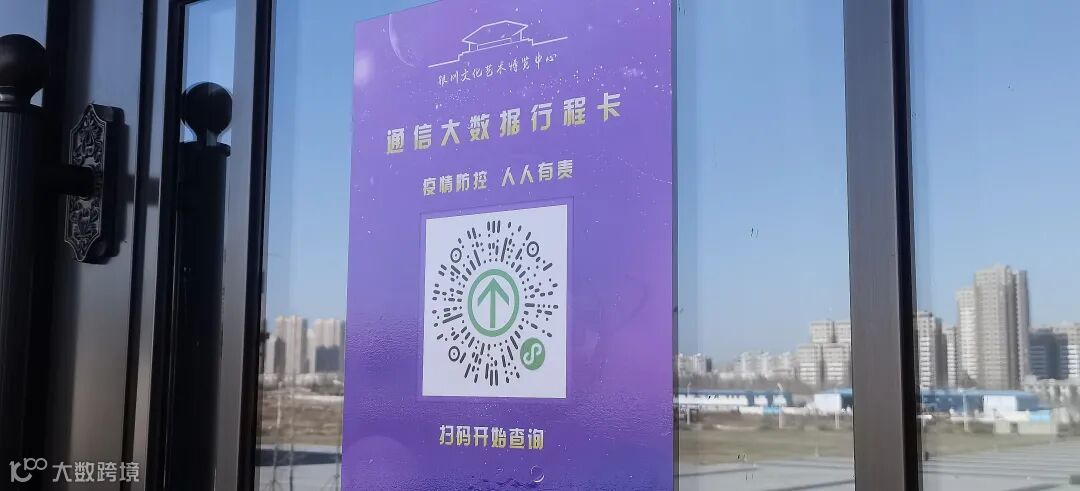 银川文化艺术博览中心
通信大数据行程卡
疫情防控 人人有责
扫码开始查询
大数跨境